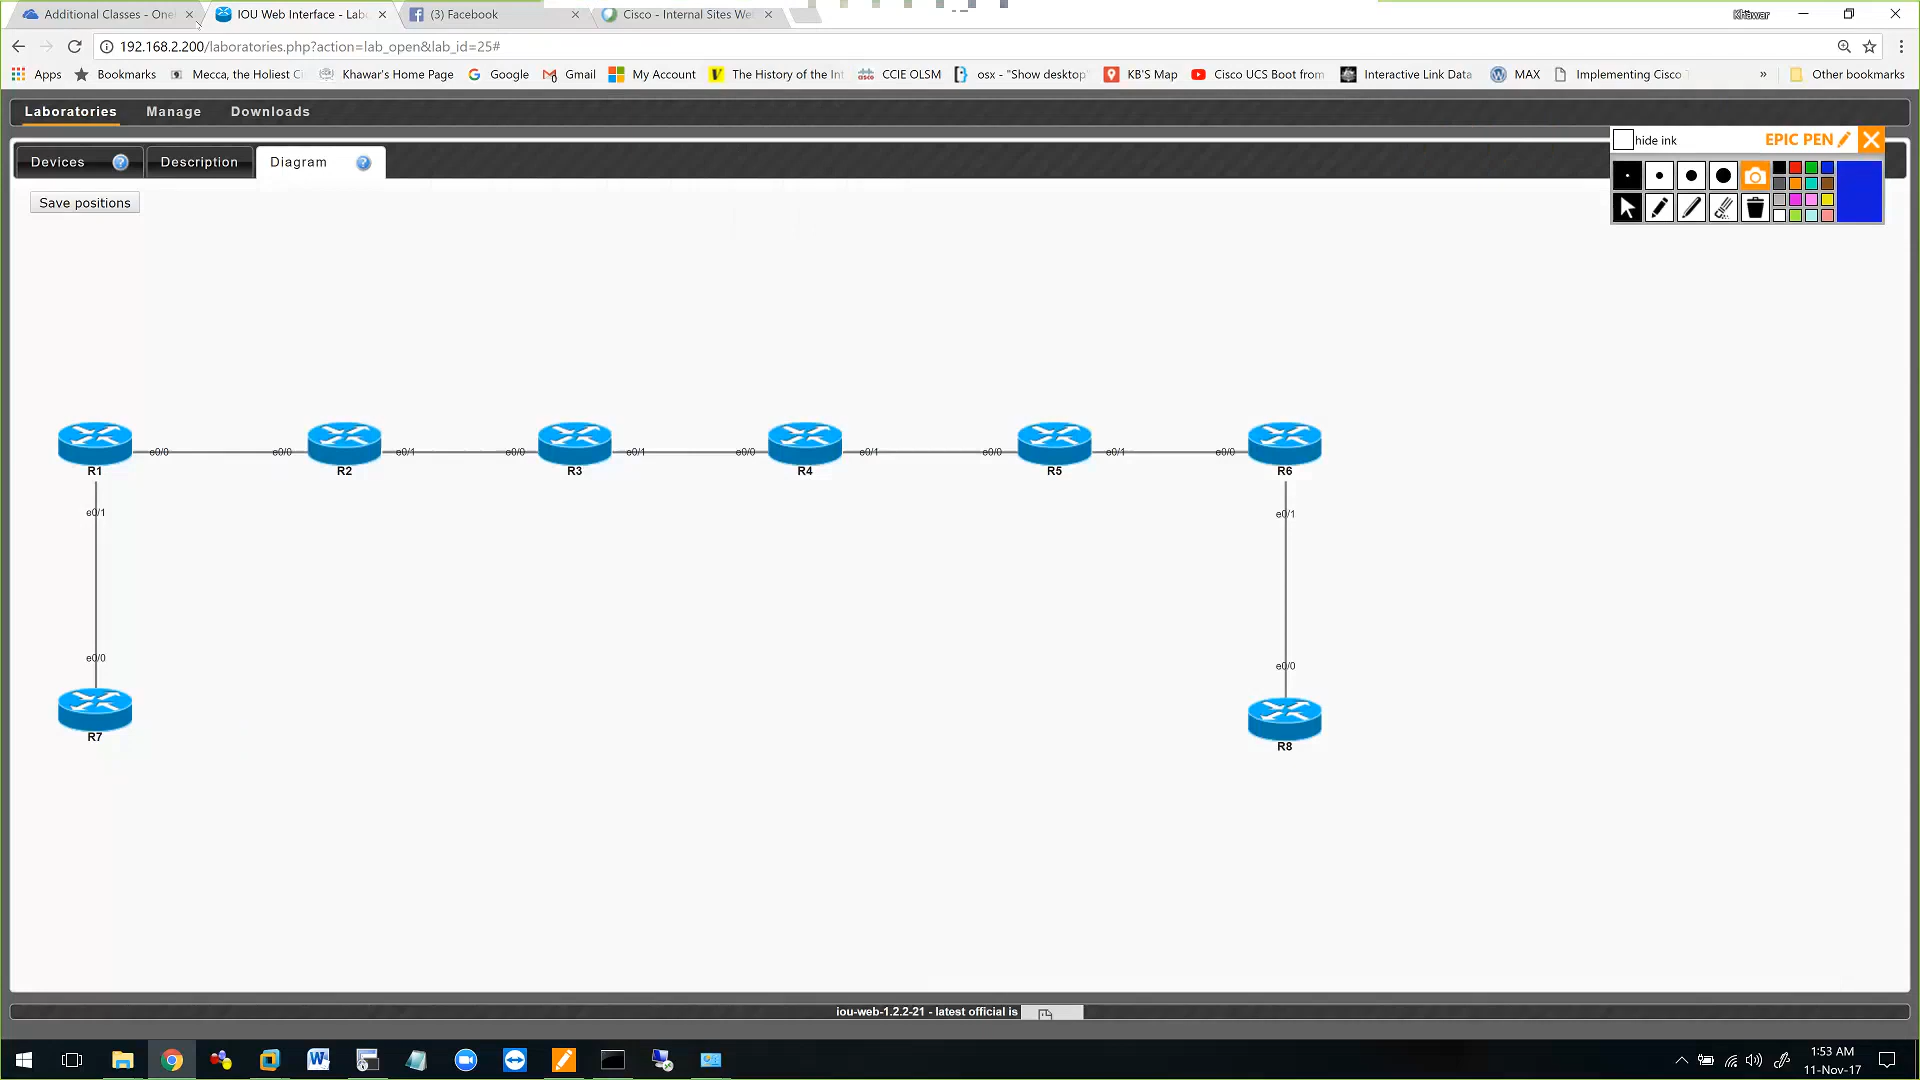 Additional Classes - One
IOU Web Interface - Lab
(3) Facebook
Cisco - Internal Sites We
Khawar
192.168.2.200/laboratories.php?action=lab_open&lab_id=25#
Apps
Bookmarks
Mecca, the Holiest Ci
Khawar's Home Page
Google
Gmail
My Account
The History of the Int
CCIE OLSM
osx - "Show desktop"
KB'S Map
Cisco UCS Boot from
Interactive Link Data
MAX
Implementing Cisco
»
Other bookmarks
Laboratories
Manage
Downloads
Devices
Description
Diagram
hide ink
EPIC PEN
Save positions
R1
e0/0
e0/0
R2
e0/1
e0/0
R3
e0/1
e0/0
R4
e0/1
e0/0
R5
e0/1
e0/0
R6
e0/1
e0/1
e0/0
e0/0
R7
R8
iou-web-1.2.2-21 - latest official is
1:53 AM
11-Nov-17